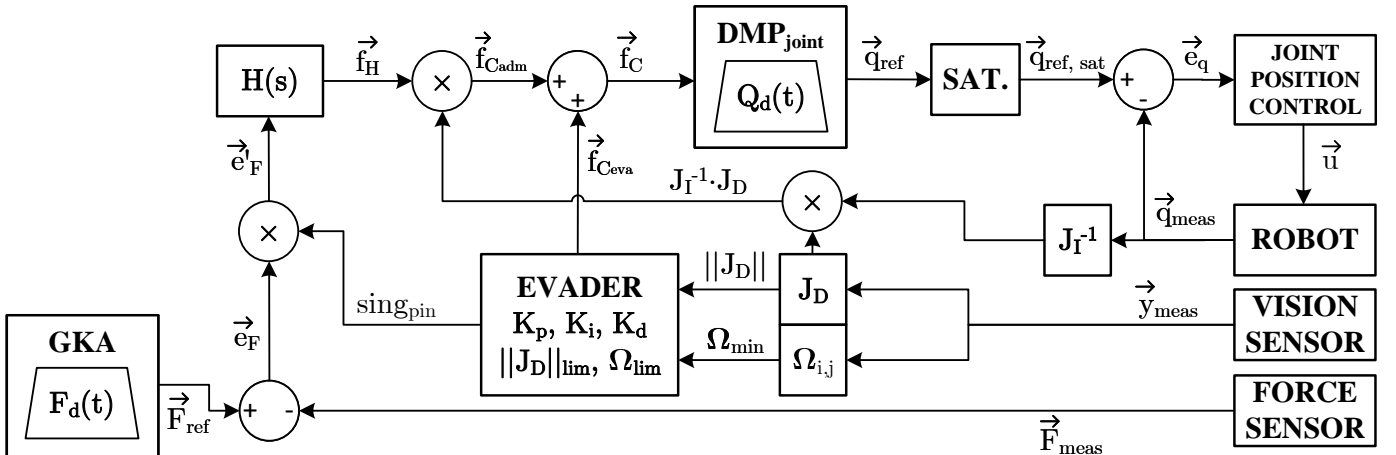 H(s)
f_H
×
f_Cadm
+
+
f_C
DMP_joint
Q_d(t)
q_ref
SAT.
q_ref, sat
+
-
e_q
JOINT
POSITION
CONTROL
u
e'_F
f_Ceva
J_I^-1·J_D
×
J_I^-1
q_meas
ROBOT
×
sing_pin
EVADER
K_p, K_i, K_d
||J_D||_lim, Ω_lim
||J_D||
Ω_min
J_D
Ω_i,j
y_meas
VISION
SENSOR
GKA
F_d(t)
e_F
F_ref
+
-
F_meas
FORCE
SENSOR